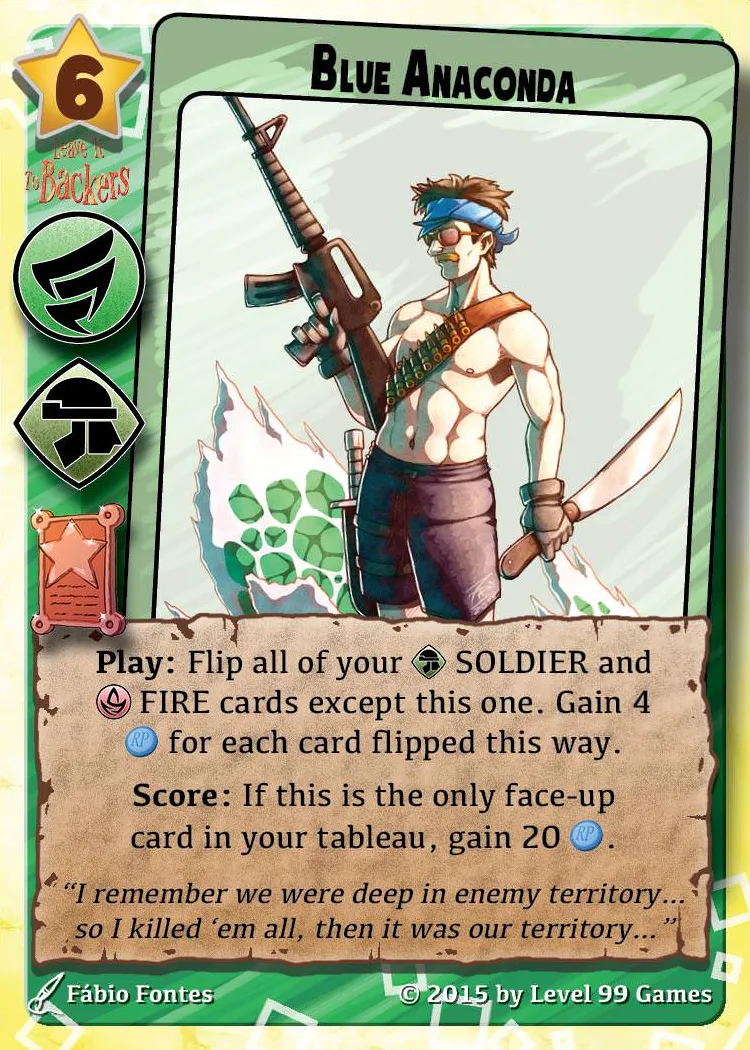 BLUE ANACONDA
6
Leave it
To Backers
Play: Flip all of your SOLDIER and
FIRE cards except this one. Gain 4
RP for each card flipped this way.
Score: If this is the only face-up
card in your tableau, gain 20 RP.
“I remember we were deep in enemy territory...
so I killed ‘em all, then it was our territory...”
Fábio Fontes
© 2015 by Level 99 Games